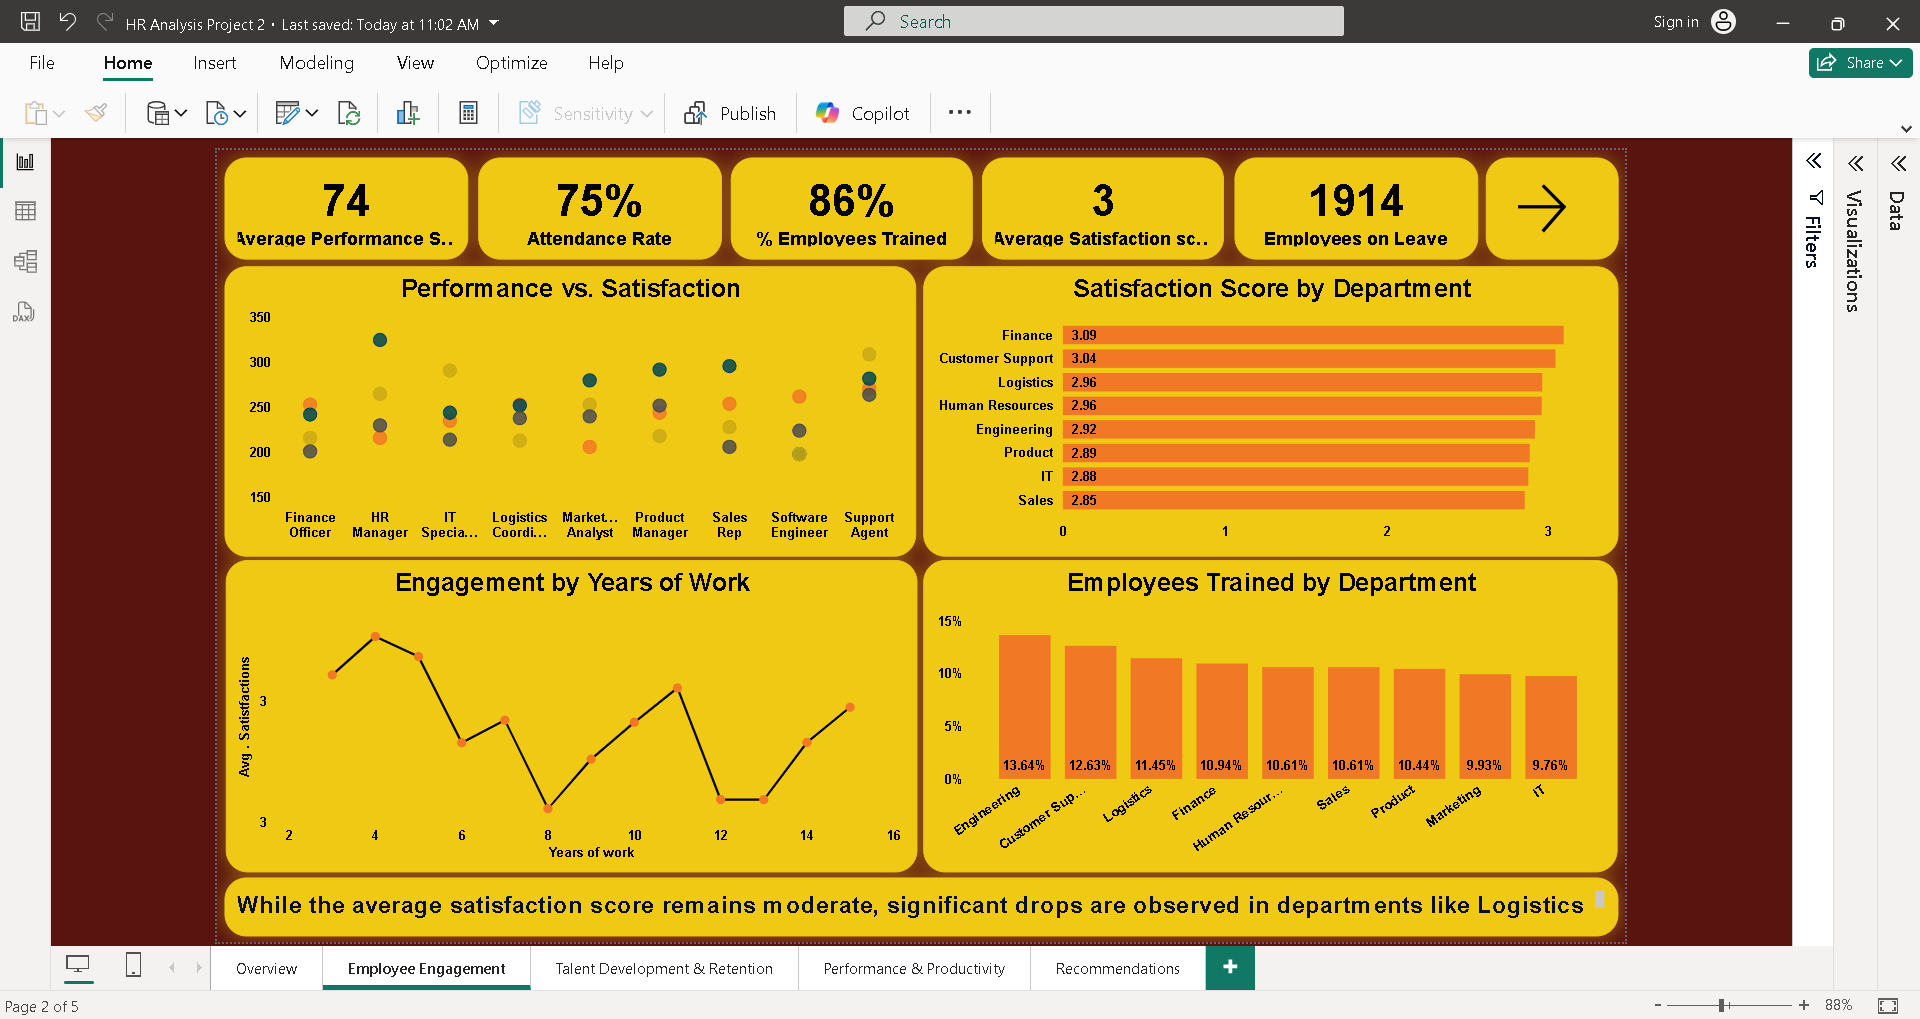 HR Analysis Project 2 • Last saved: Today at 11:02 AM
Search
Sign in
File Home Insert Modeling View Optimize Help
Share
Sensitivity
Publish
Copilot
74
Average Performance S..
75%
Attendance Rate
86%
% Employees Trained
3
Average Satisfaction sc..
1914
Employees on Leave
Filters
Visualizations
Data
DAX
Performance vs. Satisfaction
350
300
250
200
150
Finance Officer
HR Manager
IT Specia...
Logistics Coordi...
Market... Analyst
Product Manager
Sales Rep
Software Engineer
Support Agent
Satisfaction Score by Department
Finance 3.09
Customer Support 3.04
Logistics 2.96
Human Resources 2.96
Engineering 2.92
Product 2.89
IT 2.88
Sales 2.85
0 1 2 3
Engagement by Years of Work
Avg . Satistfactions
3
3
2 4 6 8 10 12 14 16
Years of work
Employees Trained by Department
15%
10%
5%
0%
13.64% 12.63% 11.45% 10.94% 10.61% 10.61% 10.44% 9.93% 9.76%
Engineering
Customer Sup...
Logistics
Finance
Human Resour...
Sales
Product
Marketing
IT
While the average satisfaction score remains moderate, significant drops are observed in departments like Logistics
Overview
Employee Engagement
Talent Development & Retention
Performance & Productivity
Recommendations
Page 2 of 5
88%